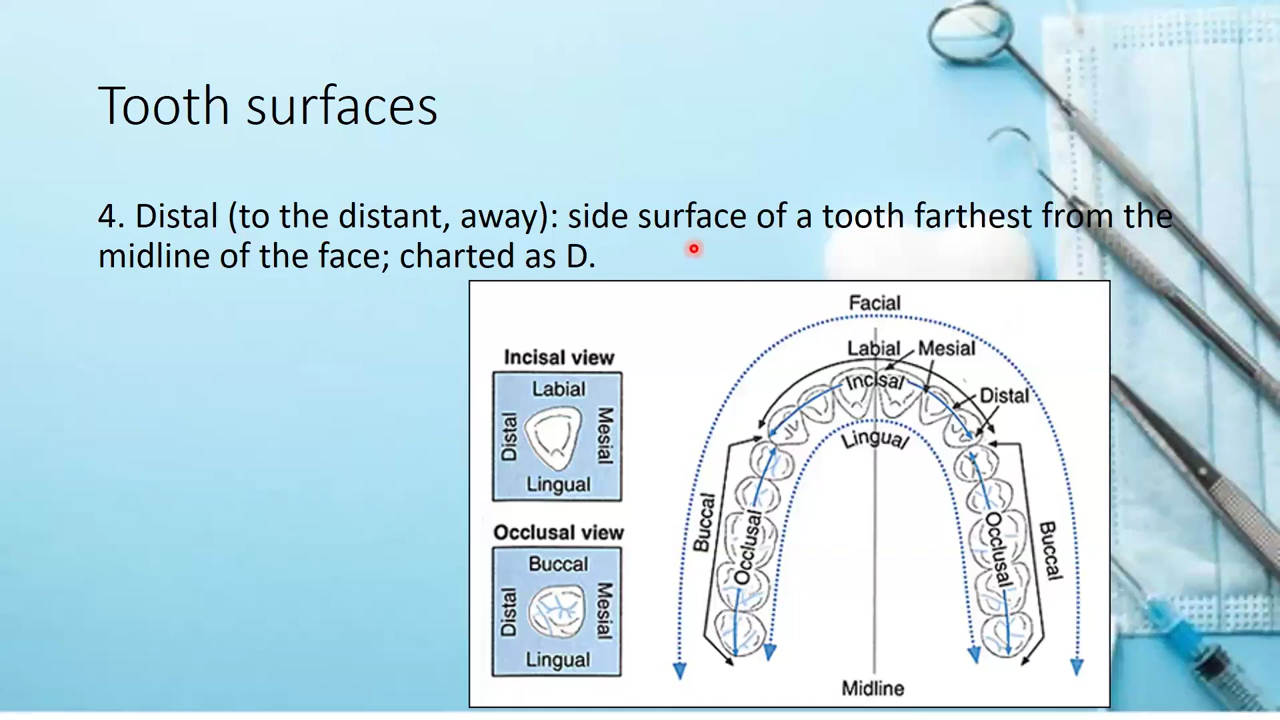 Tooth surfaces
4. Distal (to the distant, away): side surface of a tooth farthest from the
midline of the face; charted as D.
Incisal view
Labial
Distal
Mesial
Lingual
Occlusal view
Buccal
Distal
Mesial
Lingual
Facial
Labial
Mesial
Incisal
Distal
Lingual
Buccal
Occlusal
Occlusal
Buccal
Midline